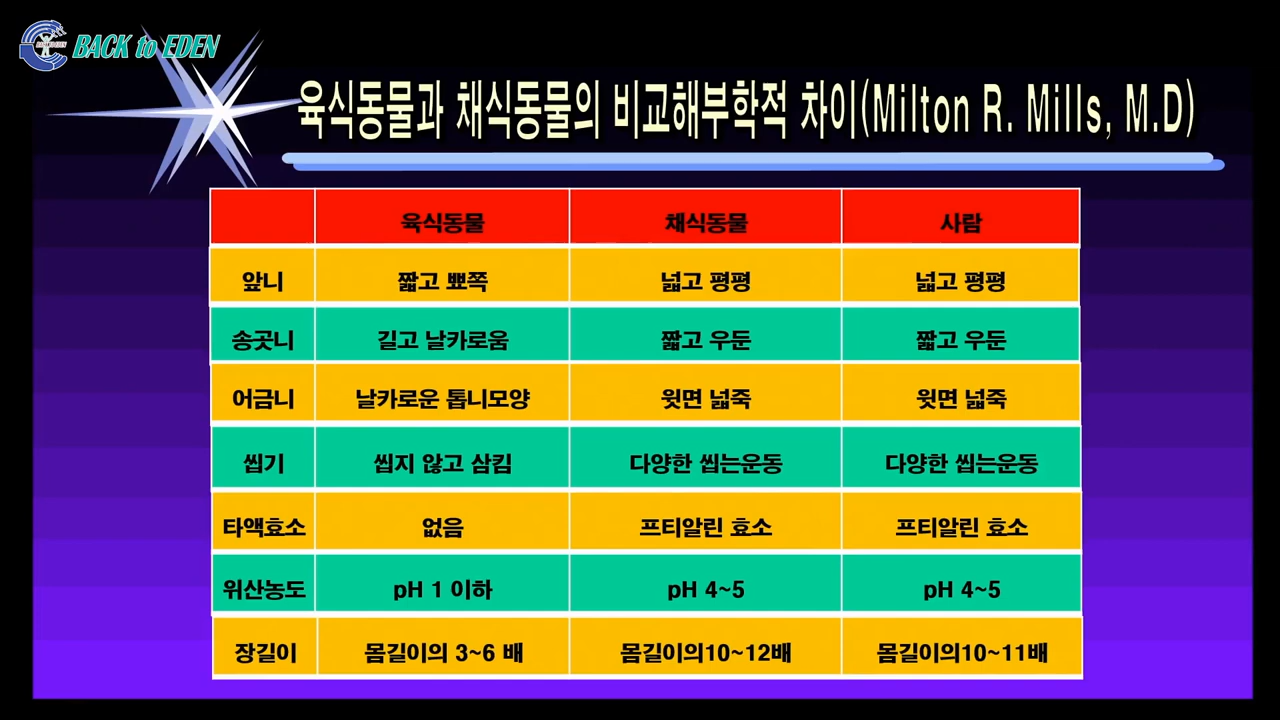 BACK to EDEN
육식동물과 채식동물의 비교해부학적 차이(Milton R. Mills, M.D)
육식동물 채식동물 사람
앞니 짧고 뾰쪽 넓고 평평 넓고 평평
송곳니 길고 날카로움 짧고 우둔 짧고 우둔
어금니 날카로운 톱니모양 윗면 넓죽 윗면 넓죽
씹기 씹지 않고 삼킴 다양한 씹는운동 다양한 씹는운동
타액효소 없음 프티알린 효소 프티알린 효소
위산농도 pH 1 이하 pH 4~5 pH 4~5
장길이 몸길이의 3~6 배 몸길이의10~12배 몸길이의10~11배